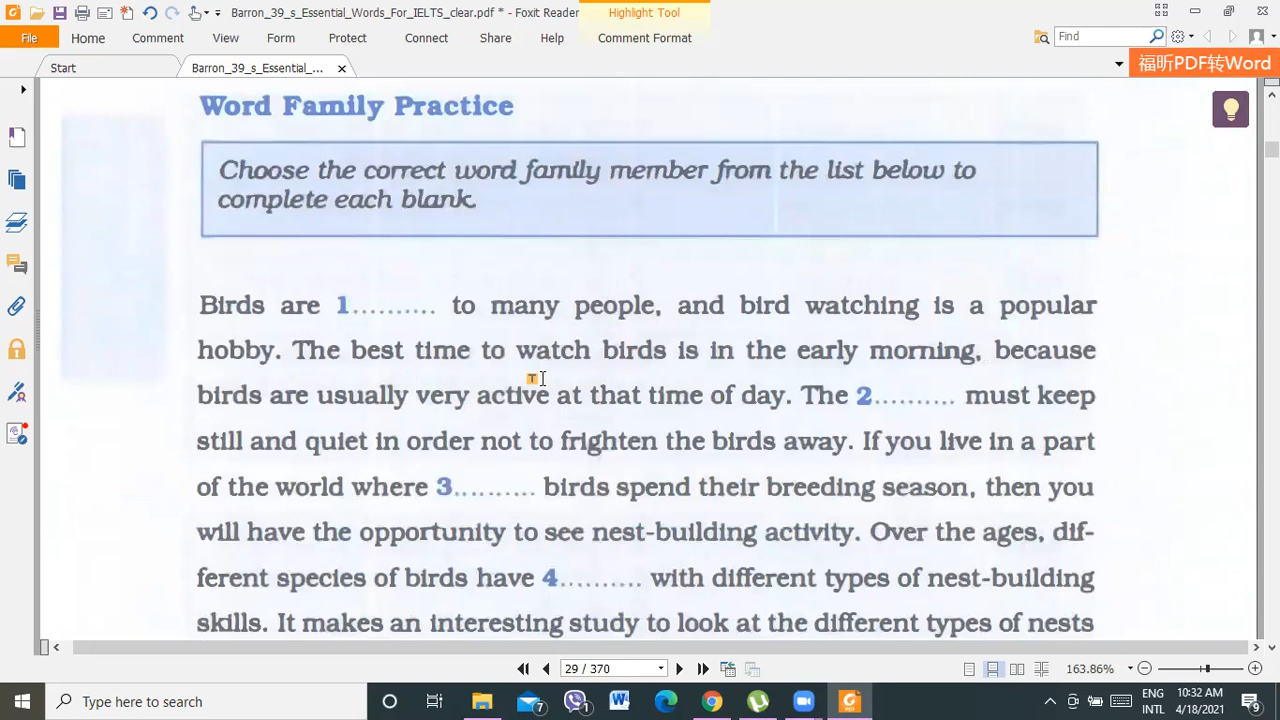 Barron_39_s_Essential_Words_For_IELTS_clear.pdf * - Foxit Reader
Highlight Tool
File
Home
Comment
View
Form
Protect
Connect
Share
Help
Comment Format
Find
Start
Barron_39_s_Essential_...
福昕PDF转Word
Word Family Practice
Choose the correct word family member from the list below to
complete each blank.
Birds are 1.......... to many people, and bird watching is a popular
hobby. The best time to watch birds is in the early morning, because
T
birds are usually very active at that time of day. The 2.......... must keep
still and quiet in order not to frighten the birds away. If you live in a part
of the world where 3.......... birds spend their breeding season, then you
will have the opportunity to see nest-building activity. Over the ages, dif-
ferent species of birds have 4.......... with different types of nest-building
skills. It makes an interesting study to look at the different types of nests
29 / 370
163.86%
Type here to search
7
1
ENG
INTL
10:32 AM
4/18/2021
9